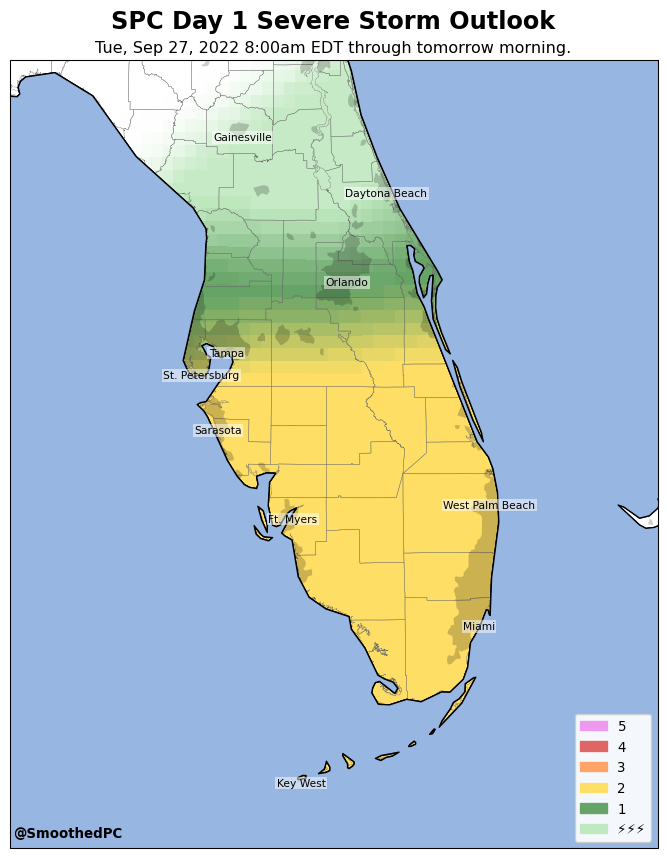 SPC Day 1 Severe Storm Outlook
Tue, Sep 27, 2022 8:00am EDT through tomorrow morning.
Gainesville
Daytona Beach
Orlando
Tampa
St. Petersburg
Sarasota
West Palm Beach
Ft. Myers
Miami
Key West
5
4
3
2
1
⚡⚡⚡
@SmoothedPC